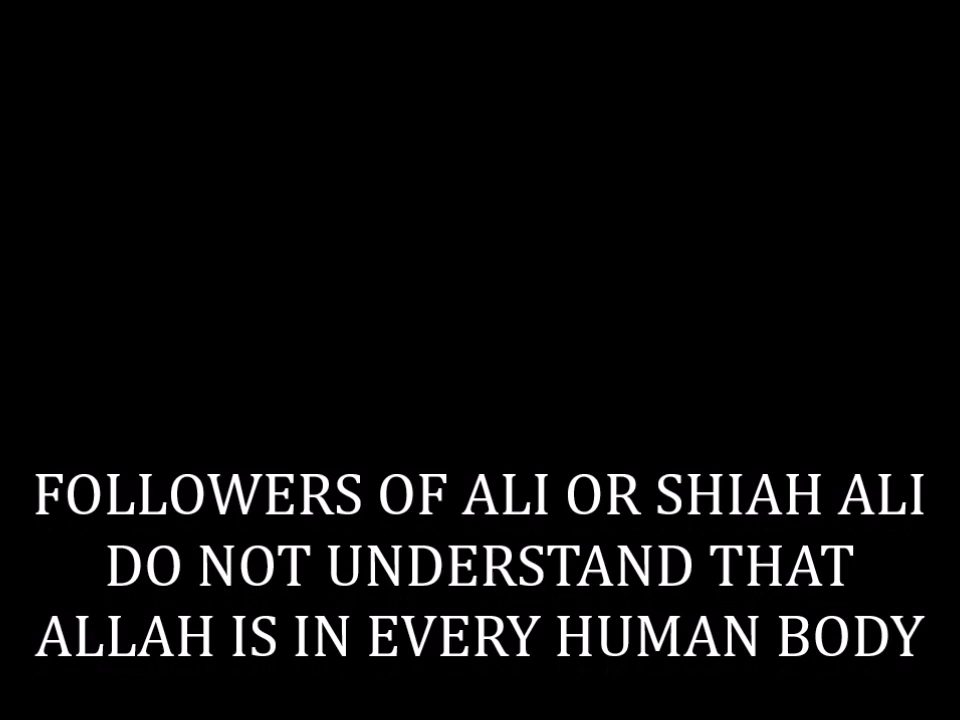 FOLLOWERS OF ALI OR SHIAH ALI
DO NOT UNDERSTAND THAT
ALLAH IS IN EVERY HUMAN BODY